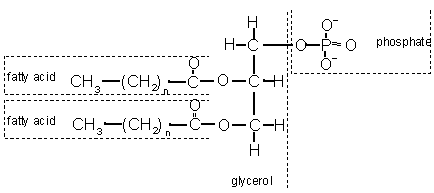 H O⁻
H C O P O phosphate
H O⁻
fatty acid CH₃ (CH₂)ₙ C O O C H
fatty acid CH₃ (CH₂)ₙ C O O C H
H
glycerol